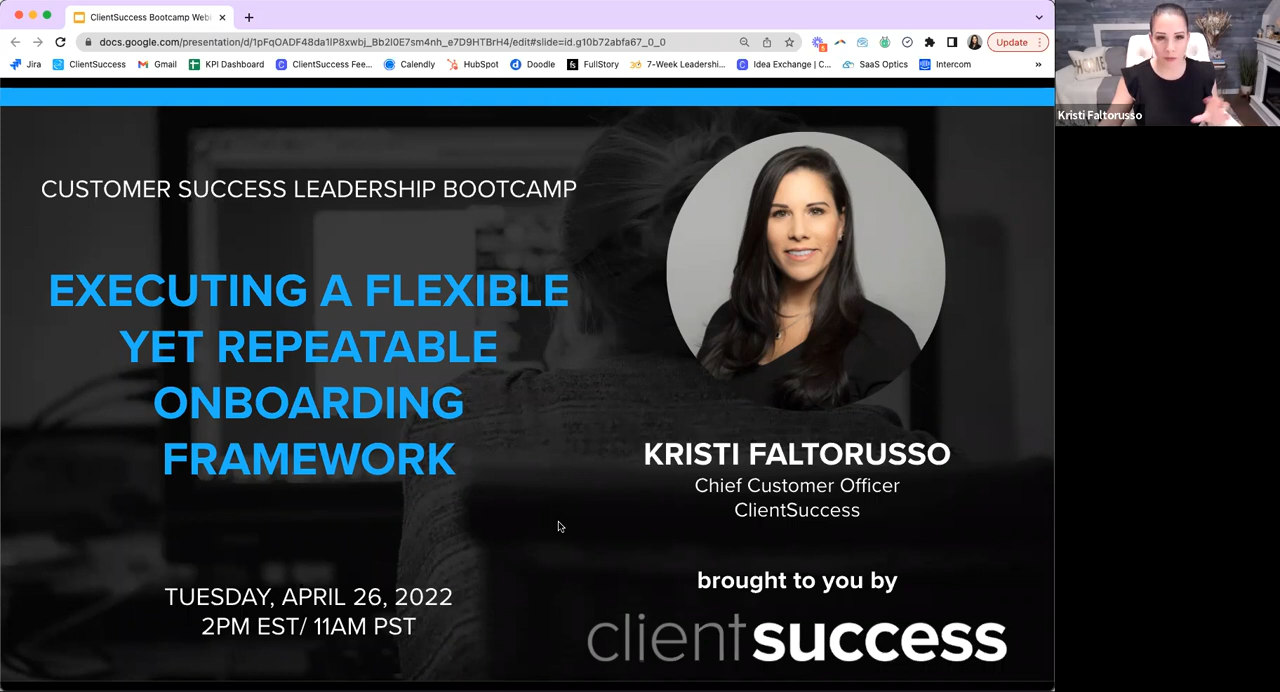 ClientSuccess Bootcamp Webi
docs.google.com/presentation/d/1pFqOADF48da1lP8xwbj_Bb2l0E7sm4nh_e7D91T3BrH4/edit#slide=id.g10b72abfa67_0_0
Update
Jira ClientSuccess Gmail KPI Dashboard ClientSuccess Fee... Calendly HubSpot Doodle FullStory 7-Week Leadershi... Idea Exchange | C... SaaS Optics Intercom »
HOME
Kristi Faltorusso
CUSTOMER SUCCESS LEADERSHIP BOOTCAMP
EXECUTING A FLEXIBLE
YET REPEATABLE
ONBOARDING
FRAMEWORK
TUESDAY, APRIL 26, 2022
2PM EST/ 11AM PST
KRISTI FALTORUSSO
Chief Customer Officer
ClientSuccess
brought to you by
clientsuccess